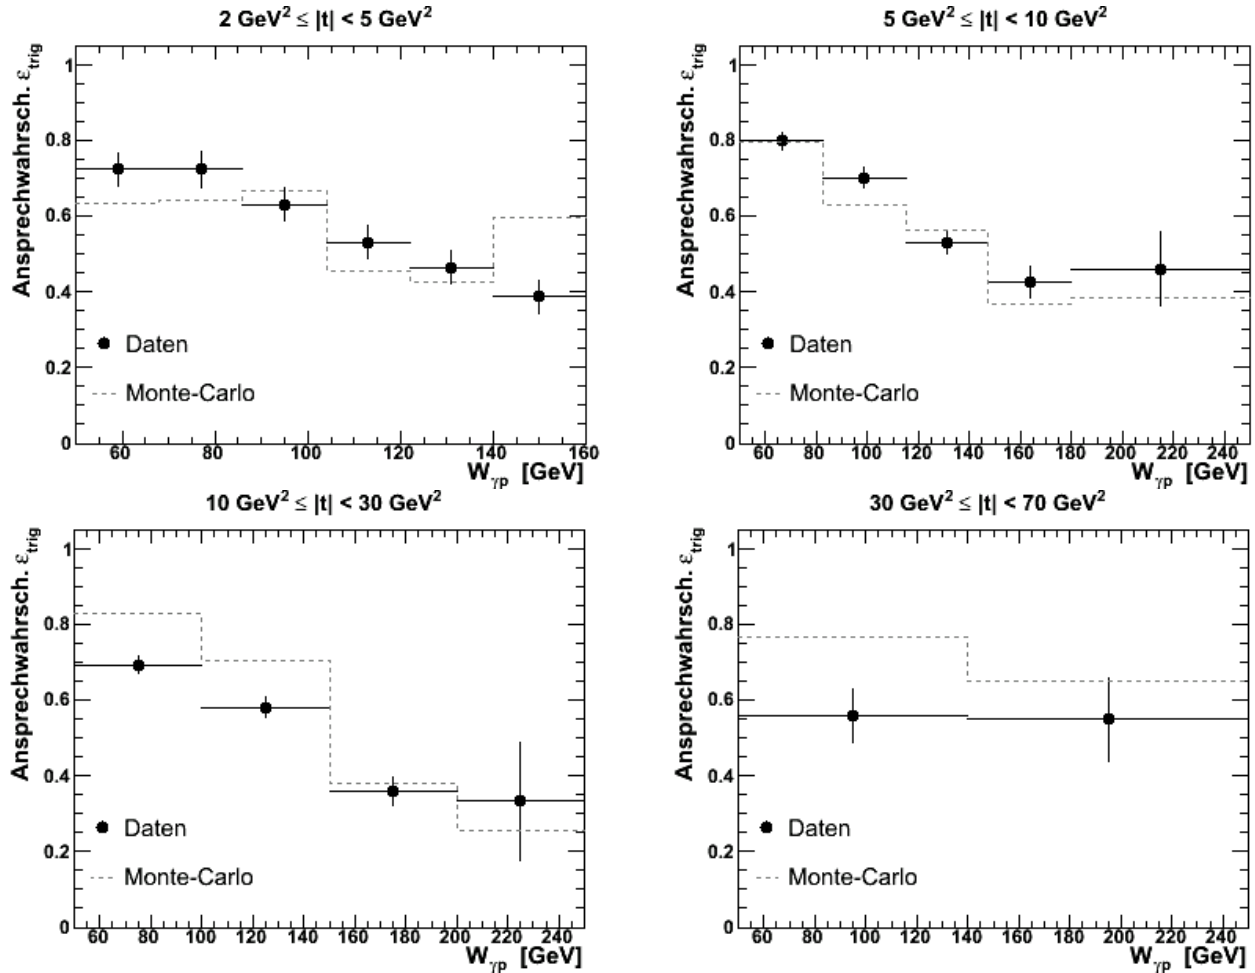 2 GeV² ≤ |t| < 5 GeV²
Ansprechwahrsch. ε_trig
1
0.8
0.6
0.4
0.2
0
Daten
Monte-Carlo
60 80 100 120 140 160
W_γp [GeV]
5 GeV² ≤ |t| < 10 GeV²
Ansprechwahrsch. ε_trig
1
0.8
0.6
0.4
0.2
0
Daten
Monte-Carlo
60 80 100 120 140 160 180 200 220 240
W_γp [GeV]
10 GeV² ≤ |t| < 30 GeV²
Ansprechwahrsch. ε_trig
1
0.8
0.6
0.4
0.2
0
Daten
Monte-Carlo
60 80 100 120 140 160 180 200 220 240
W_γp [GeV]
30 GeV² ≤ |t| < 70 GeV²
Ansprechwahrsch. ε_trig
1
0.8
0.6
0.4
0.2
0
Daten
Monte-Carlo
60 80 100 120 140 160 180 200 220 240
W_γp [GeV]